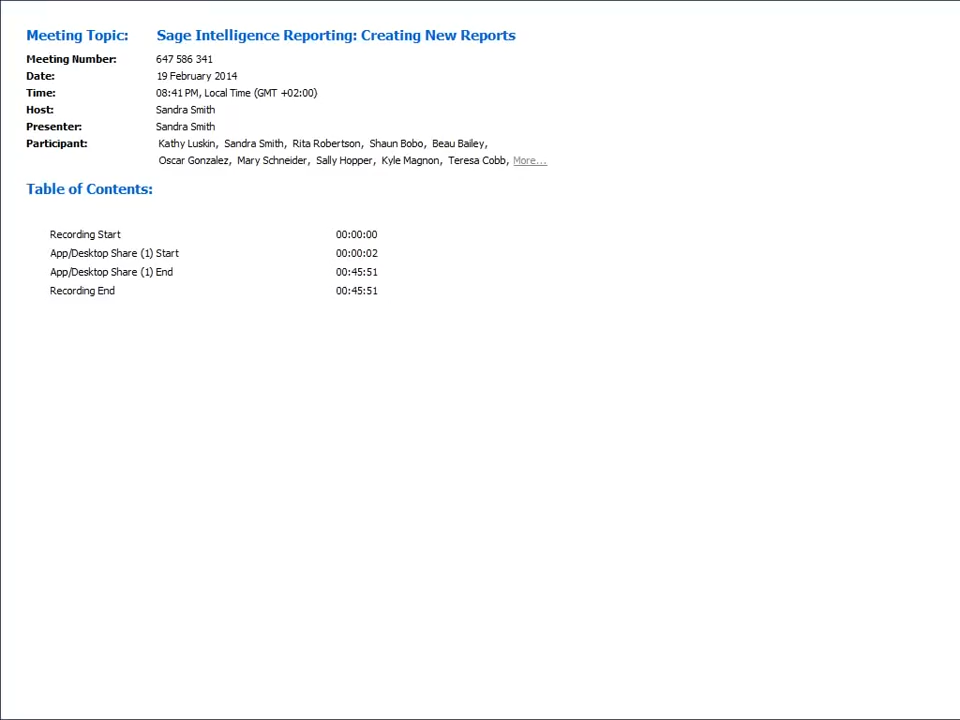 Meeting Topic: Sage Intelligence Reporting: Creating New Reports
Meeting Number: 647 586 341
Date: 19 February 2014
Time: 08:41 PM, Local Time (GMT +02:00)
Host: Sandra Smith
Presenter: Sandra Smith
Participant: Kathy Luskin, Sandra Smith, Rita Robertson, Shaun Bobo, Beau Bailey,
Oscar Gonzalez, Mary Schneider, Sally Hopper, Kyle Magnon, Teresa Cobb, More...
Table of Contents:
Recording Start 00:00:00
App/Desktop Share (1) Start 00:00:02
App/Desktop Share (1) End 00:45:51
Recording End 00:45:51